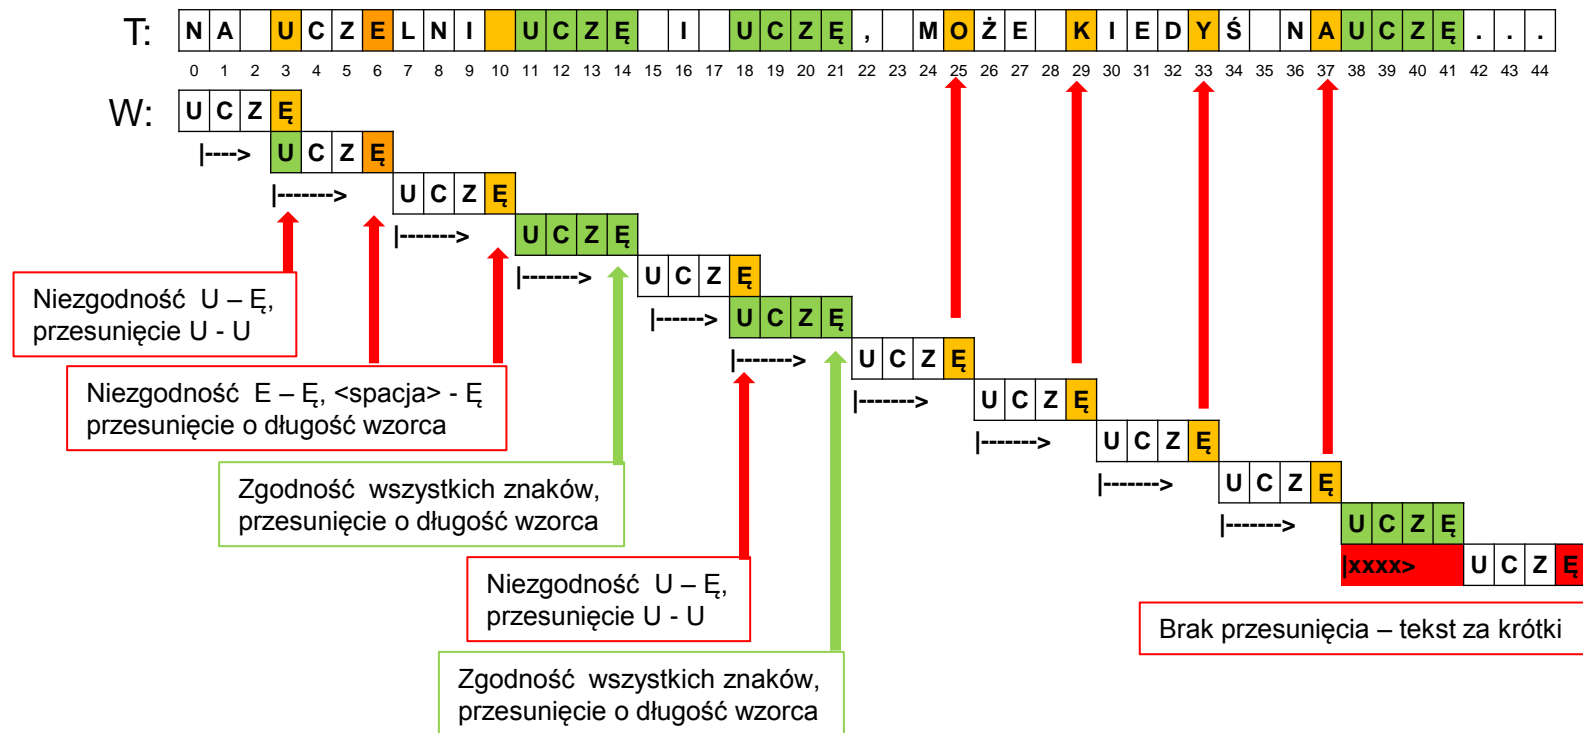 T: N A U C Z E L N I U C Z Ę I U C Z Ę , M O Ż E K I E D Y Ś N A U C Z Ę . . .
0 1 2 3 4 5 6 7 8 9 10 11 12 13 14 15 16 17 18 19 20 21 22 23 24 25 26 27 28 29 30 31 32 33 34 35 36 37 38 39 40 41 42 43 44
W: U C Z Ę
|----> U C Z Ę
|-------> U C Z Ę
|-------> U C Z Ę
|-------> U C Z Ę
|------> U C Z Ę
|-------> U C Z Ę
|-------> U C Z Ę
|-------> U C Z Ę
|-------> U C Z Ę
|-------> U C Z Ę
|xxxx> U C Z Ę
Niezgodność U – Ę,
przesunięcie U - U
Niezgodność E – Ę, <spacja> - Ę
przesunięcie o długość wzorca
Zgodność wszystkich znaków,
przesunięcie o długość wzorca
Niezgodność U – Ę,
przesunięcie U - U
Zgodność wszystkich znaków,
przesunięcie o długość wzorca
Brak przesunięcia – tekst za krótki